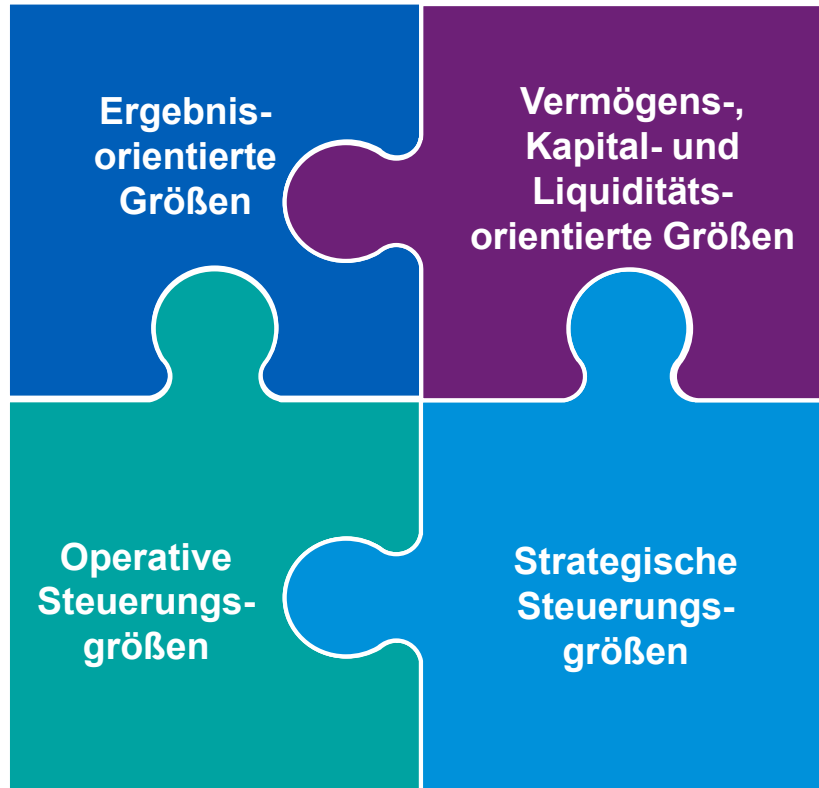 Ergebnis-
orientierte
Größen
Vermögens-,
Kapital- und
Liquiditäts-
orientierte Größen
Operative
Steuerungs-
größen
Strategische
Steuerungs-
größen